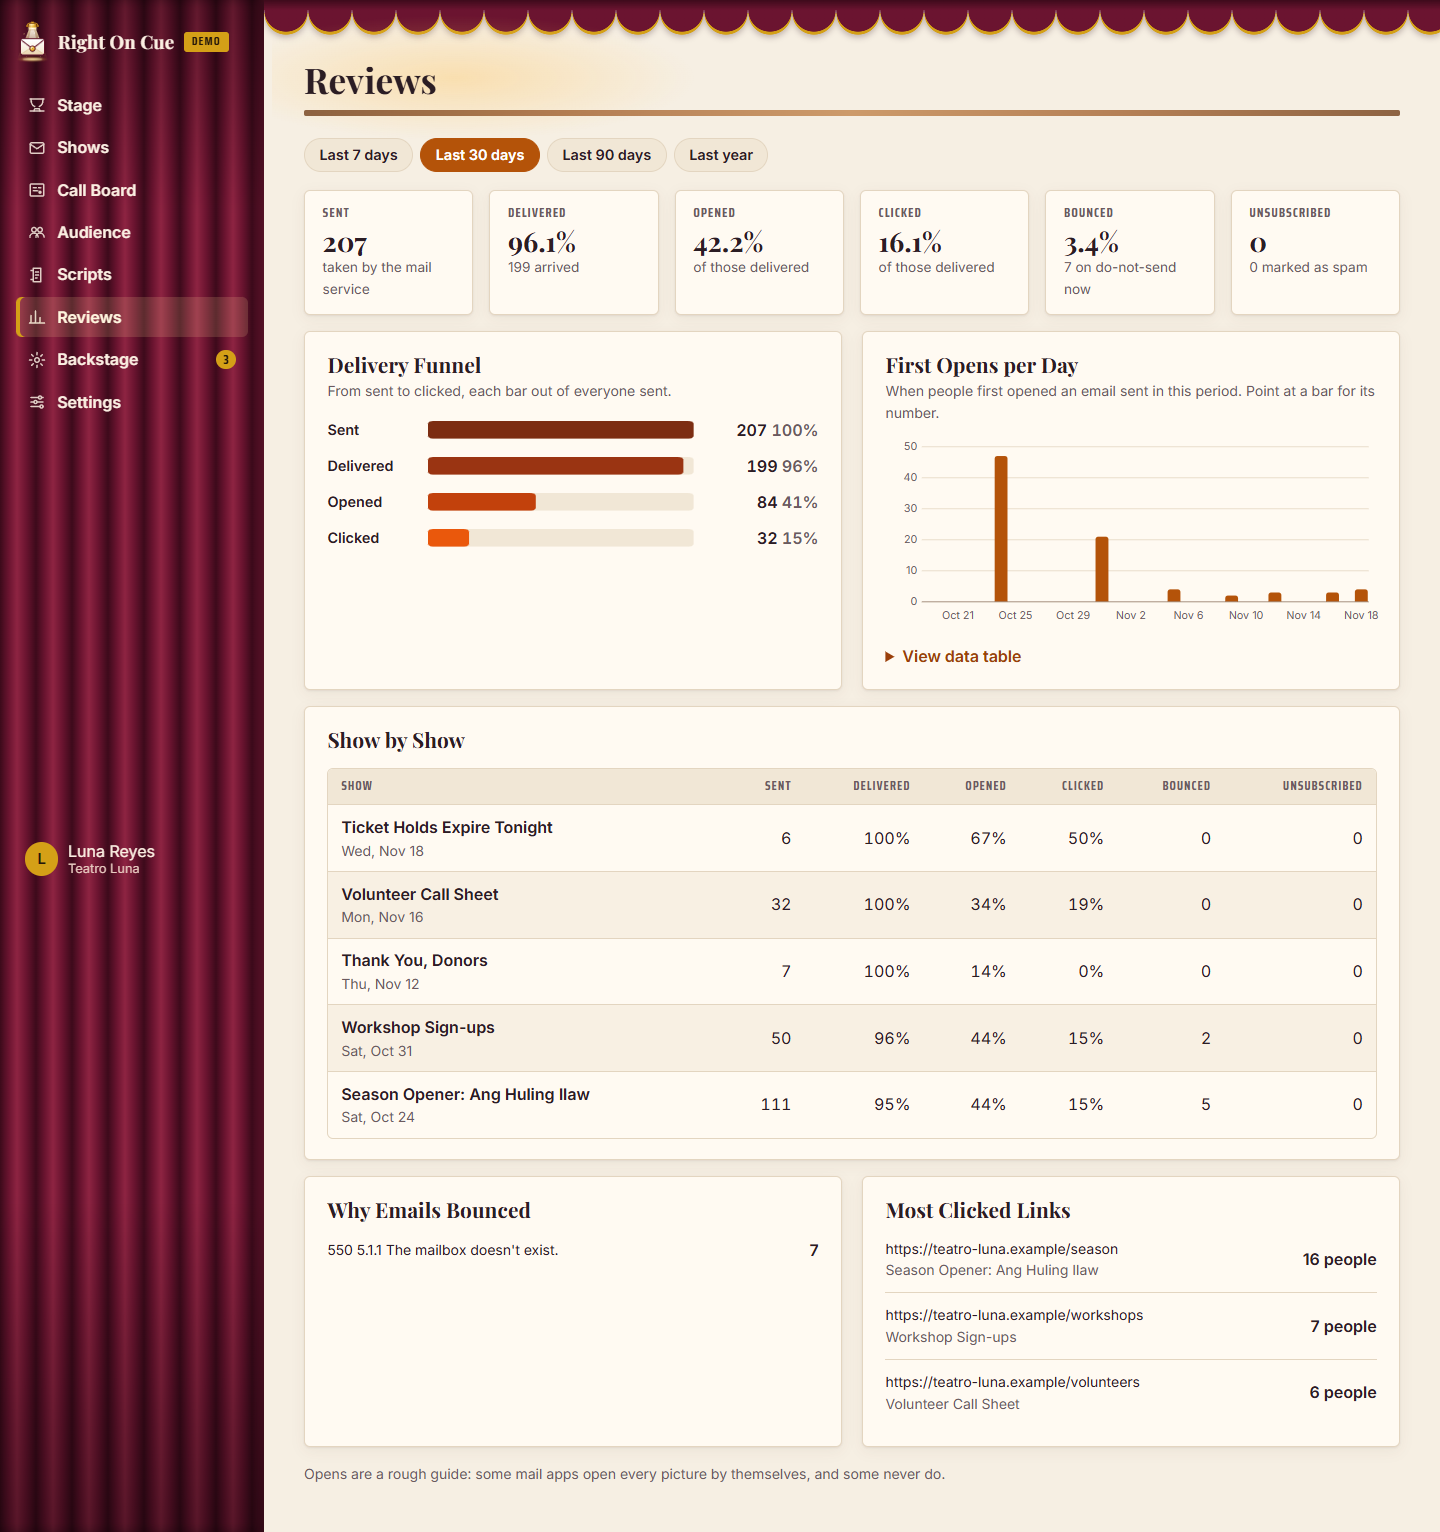 Right On Cue DEMO
Stage
Shows
Call Board
Audience
Scripts
Reviews
Backstage 3
Settings
L
Luna Reyes
Teatro Luna
Reviews
Last 7 days Last 30 days Last 90 days Last year
SENT
207
taken by the mail
service
DELIVERED
96.1%
199 arrived
OPENED
42.2%
of those delivered
CLICKED
16.1%
of those delivered
BOUNCED
3.4%
7 on do-not-send
now
UNSUBSCRIBED
0
0 marked as spam
Delivery Funnel
From sent to clicked, each bar out of everyone sent.
Sent 207 100%
Delivered 199 96%
Opened 84 41%
Clicked 32 15%
First Opens per Day
When people first opened an email sent in this period. Point at a bar for its
number.
50
40
30
20
10
0
Oct 21 Oct 25 Oct 29 Nov 2 Nov 6 Nov 10 Nov 14 Nov 18
View data table
Show by Show
SHOW SENT DELIVERED OPENED CLICKED BOUNCED UNSUBSCRIBED
Ticket Holds Expire Tonight
Wed, Nov 18
6 100% 67% 50% 0 0
Volunteer Call Sheet
Mon, Nov 16
32 100% 34% 19% 0 0
Thank You, Donors
Thu, Nov 12
7 100% 14% 0% 0 0
Workshop Sign-ups
Sat, Oct 31
50 96% 44% 15% 2 0
Season Opener: Ang Huling Ilaw
Sat, Oct 24
111 95% 44% 15% 5 0
Why Emails Bounced
550 5.1.1 The mailbox doesn't exist. 7
Most Clicked Links
https://teatro-luna.example/season
Season Opener: Ang Huling Ilaw
16 people
https://teatro-luna.example/workshops
Workshop Sign-ups
7 people
https://teatro-luna.example/volunteers
Volunteer Call Sheet
6 people
Opens are a rough guide: some mail apps open every picture by themselves, and some never do.